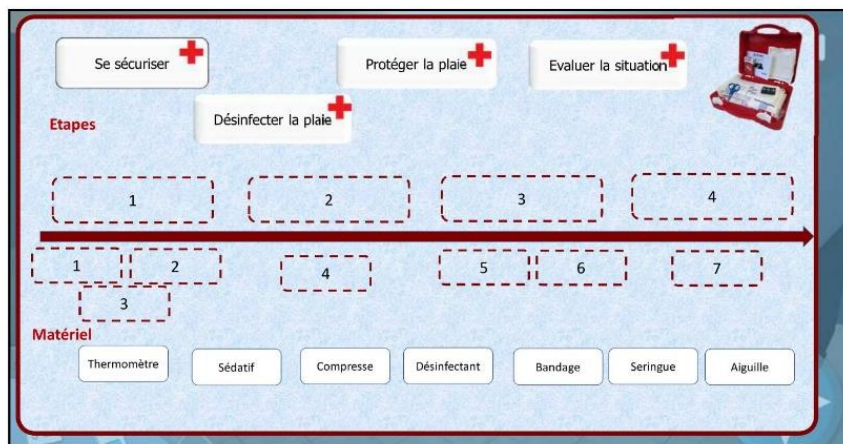 Se sécuriser
Protéger la plaie
Evaluer la situation
Désinfecter la plaie
Etapes
1 2 3 4
1 2 4 5 6 7
3
Matériel
Thermomètre Sédatif Compresse Désinfectant Bandage Seringue Aiguille